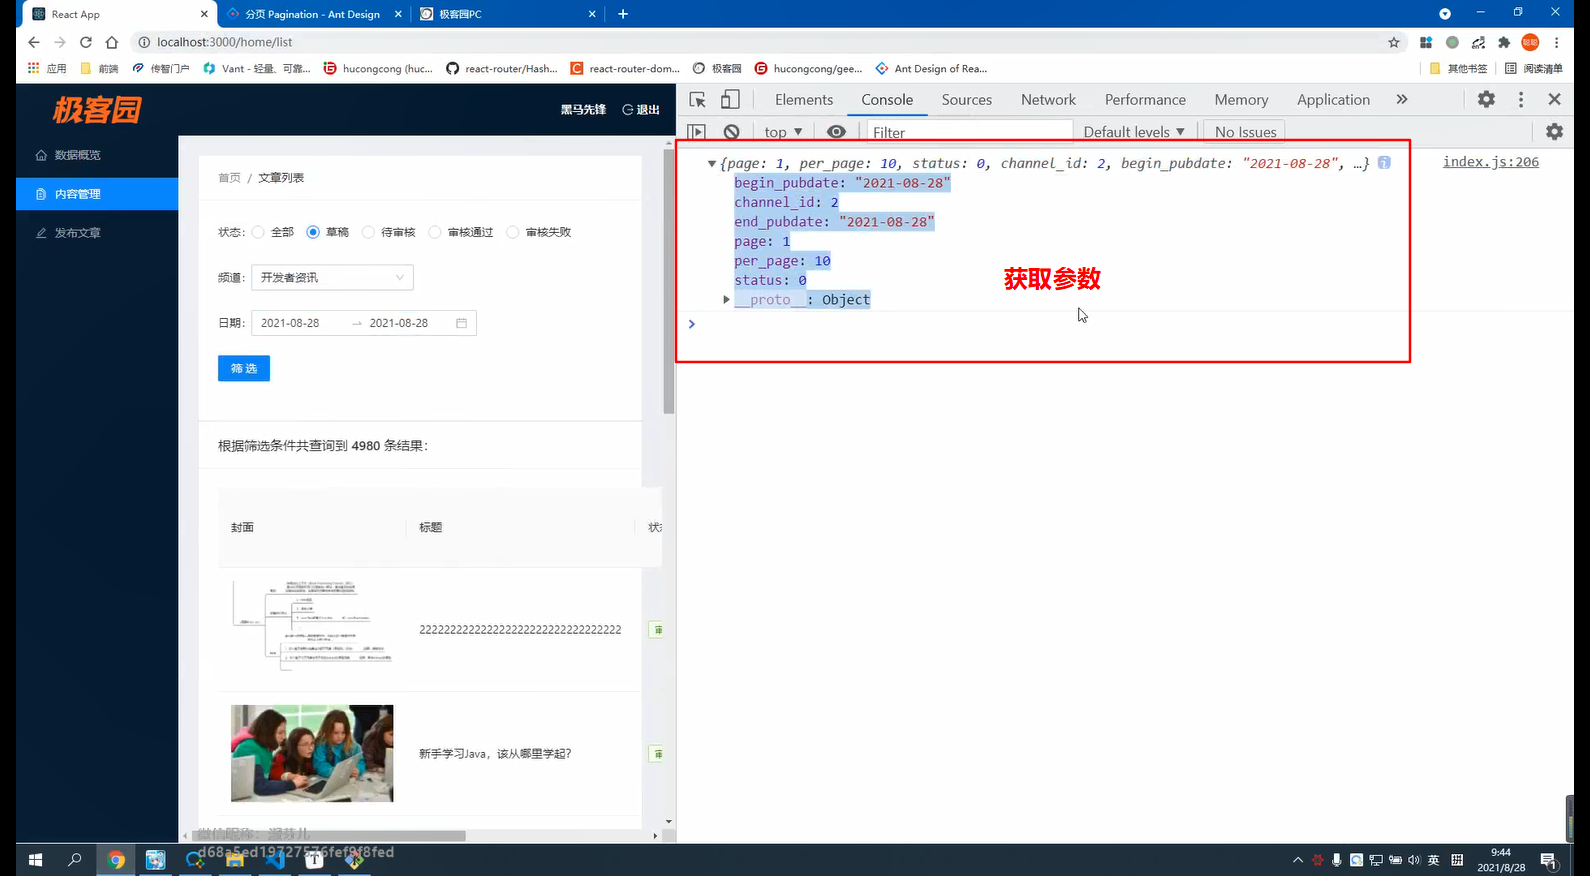 React App
分页 Pagination - Ant Design
极客园PC
localhost:3000/home/list
应用
前端
传智门户
Vant - 轻量、可靠...
hucongcong (huc...
react-router/Hash...
react-router-dom...
极客园
hucongcong/gee...
Ant Design of Rea...
其他书签
阅读清单
极客园
黑马先锋
退出
数据概览
内容管理
发布文章
首页 / 文章列表
状态: 全部 草稿 待审核 审核通过 审核失败
频道: 开发者资讯
日期: 2021-08-28 → 2021-08-28
筛 选
根据筛选条件共查询到 4980 条结果:
封面 标题
新手学习Java，该从哪里学起?
Elements Console Sources Network Performance Memory Application
top ▼ Filter Default levels ▼ No Issues
{page: 1, per_page: 10, status: 0, channel_id: 2, begin_pubdate: "2021-08-28", …}
index.js:206
begin_pubdate: "2021-08-28"
channel_id: 2
end_pubdate: "2021-08-28"
page: 1
per_page: 10
status: 0
__proto__: Object
获取参数
d68a5ed19727576fef9f8fed
英
拼
9:44
2021/8/28